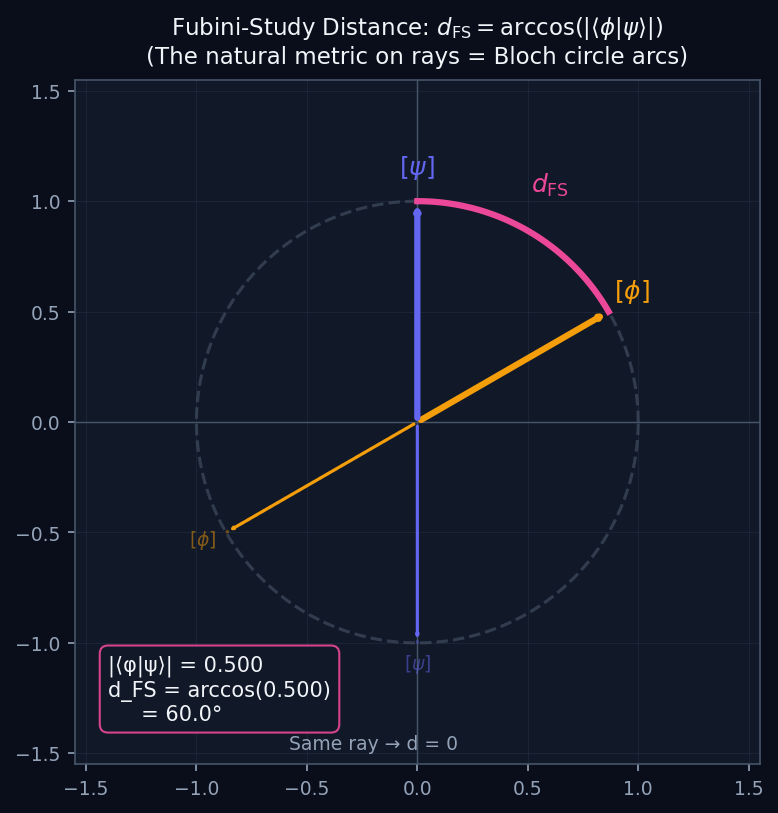 Fubini-Study Distance: d_FS = arccos(|⟨ϕ|ψ⟩|)
(The natural metric on rays = Bloch circle arcs)
1.5
[ψ]
d_FS
1.0
[ϕ]
0.5
0.0
−0.5
[ϕ]
−1.0
[ψ]
|⟨φ|ψ⟩| = 0.500
d_FS = arccos(0.500)
= 60.0°
Same ray → d = 0
−1.5
−1.5 −1.0 −0.5 0.0 0.5 1.0 1.5